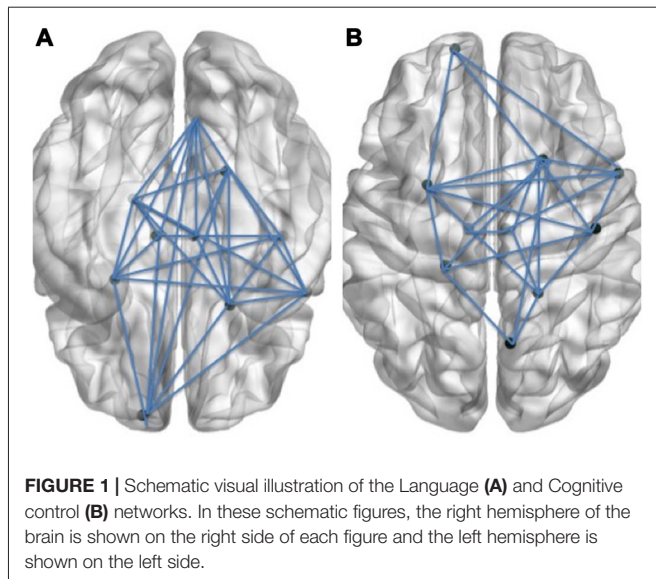 A
B
FIGURE 1 | Schematic visual illustration of the Language (A) and Cognitive
control (B) networks. In these schematic figures, the right hemisphere of the
brain is shown on the right side of each figure and the left hemisphere is
shown on the left side.